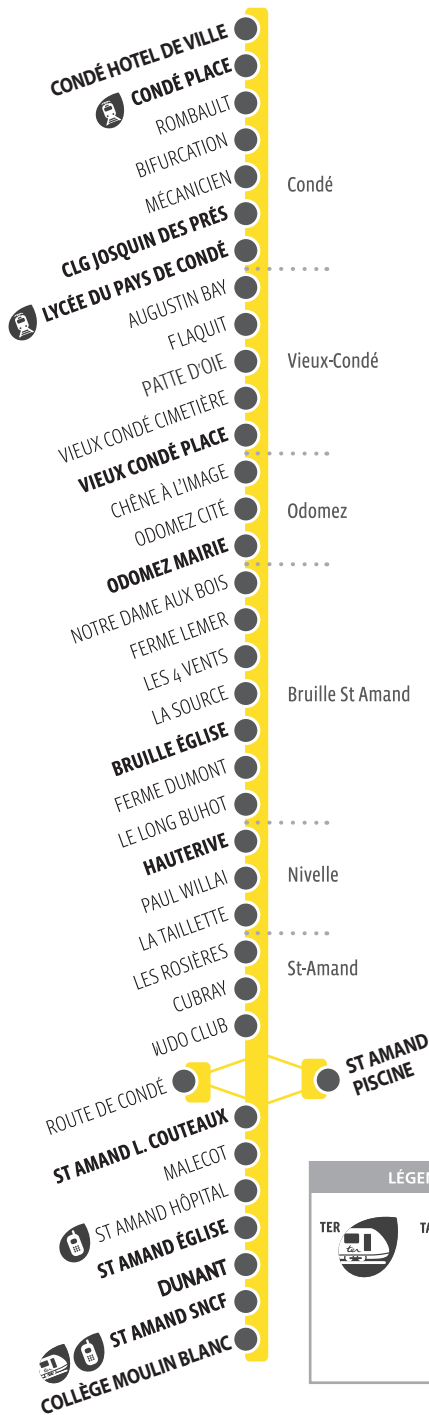 CONDÉ HOTEL DE VILLE
CONDÉ PLACE
ROMBAULT
BIFURCATION
MÉCANICIEN
Condé
CLG JOSQUIN DES PRÉS
LYCÉE DU PAYS DE CONDÉ
AUGUSTIN BAY
FLAQUIT
PATTE D'OIE
Vieux-Condé
VIEUX CONDÉ CIMETIÈRE
VIEUX CONDÉ PLACE
CHÊNE À L'IMAGE
ODOMEZ CITÉ
Odomez
ODOMEZ MAIRIE
NOTRE DAME AUX BOIS
FERME LEMER
LES 4 VENTS
LA SOURCE
Bruille St Amand
BRUILLE ÉGLISE
FERME DUMONT
LE LONG BUHOT
HAUTERIVE
PAUL WILLAI
Nivelle
LA TAILLETTE
LES ROSIÈRES
St-Amand
CUBRAY
JUDO CLUB
ROUTE DE CONDÉ
ST AMAND
PISCINE
ST AMAND L. COUTEAUX
MALECOT
ST AMAND HÔPITAL
ST AMAND ÉGLISE
DUNANT
ST AMAND SNCF
COLLÈGE MOULIN BLANC
LÉGEN
TER
ter
TA